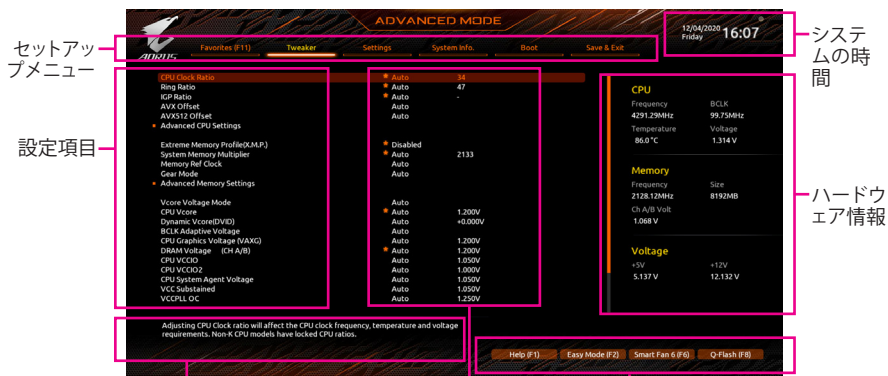 ADVANCED MODE
12/04/2020 16:07
Friday
システムの時間
セットアップメニュー
AORUS
Favorites (F11) Tweaker Settings System Info. Boot Save & Exit
設定項目
CPU Clock Ratio Auto 34
Ring Ratio Auto 47
IGP Ratio Auto -
AVX Offset Auto
AVX512 Offset Auto
Advanced CPU Settings
Extreme Memory Profile(X.M.P.) Disabled
System Memory Multiplier Auto 2133
Memory Ref Clock Auto
Gear Mode Auto
Advanced Memory Settings
Vcore Voltage Mode Auto
CPU Vcore Auto 1.200V
Dynamic Vcore(DVID) Auto +0.000V
BCLK Adaptive Voltage Auto
CPU Graphics Voltage (VAXG) Auto 1.200V
DRAM Voltage (CH A/B) Auto 1.200V
CPU VCCIO Auto 1.050V
CPU VCCIO2 Auto 1.000V
CPU System Agent Voltage Auto 1.050V
VCC Substained Auto 1.050V
VCCPLL OC Auto 1.250V
CPU
Frequency BCLK
4291.29MHz 99.75MHz
Temperature Voltage
86.0 °C 1.314 V
Memory
Frequency Size
2128.12MHz 8192MB
Ch A/B Volt
1.068 V
Voltage
+5V +12V
5.137 V 12.132 V
ハードウェア情報
Adjusting CPU Clock ratio will affect the CPU clock frequency, temperature and voltage
requirements. Non-K CPU models have locked CPU ratios.
Help (F1) Easy Mode (F2) Smart Fan 6 (F6) Q-Flash (F8)